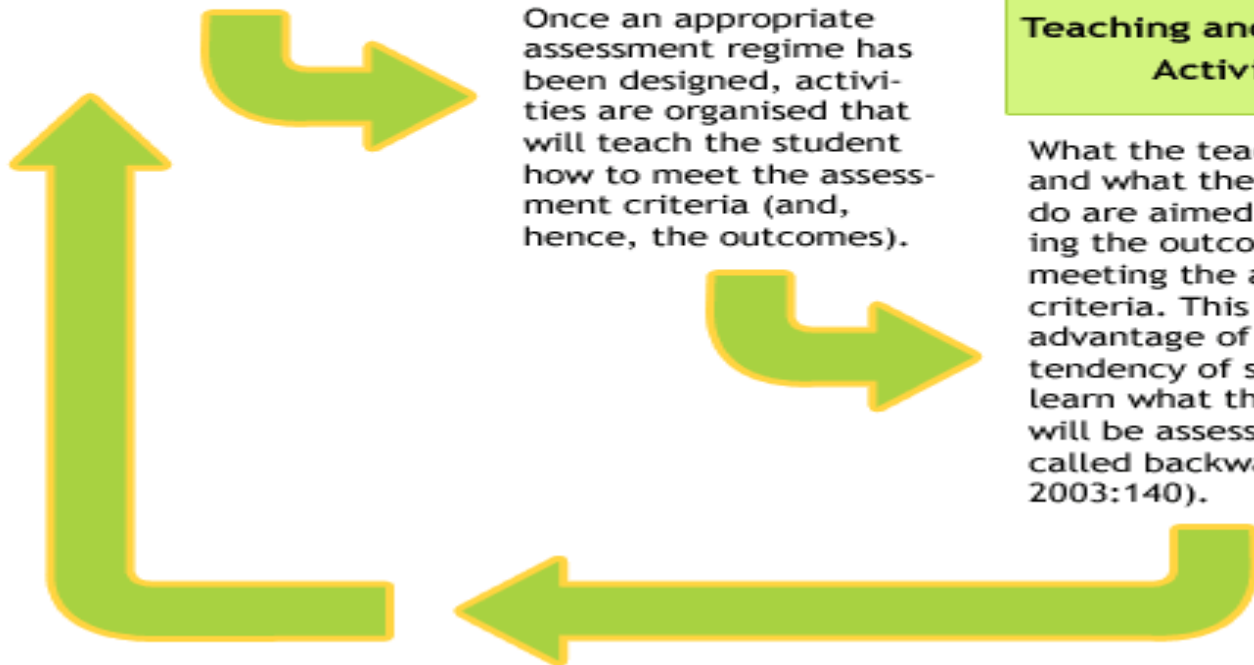 Once an appropriate
assessment regime has
been designed, activi-
ties are organised that
will teach the student
how to meet the assess-
ment criteria (and,
hence, the outcomes).
Teaching and
Activi
What the tea
and what the
do are aimed
ing the outco
meeting the a
criteria. This
advantage of
tendency of s
learn what th
will be assess
called backwa
2003:140).